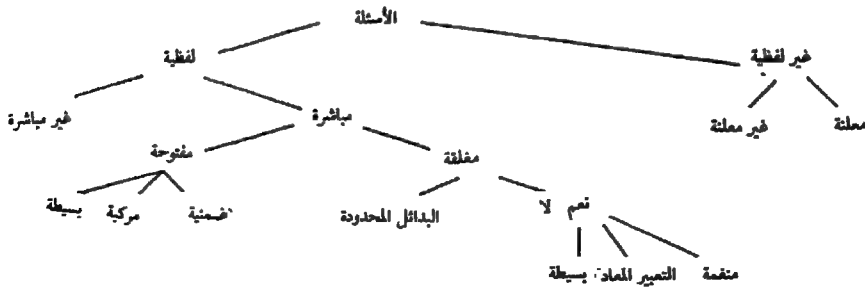 الأسئلة
غير لفظية لفظية
معلنة غير معلنة مباشرة غير مباشرة
مغلقة مفتوحة
نعم لا البدائل المحدودة ضمنية مركبة بسيطة
منغمة التعبير المعاد بسيطة